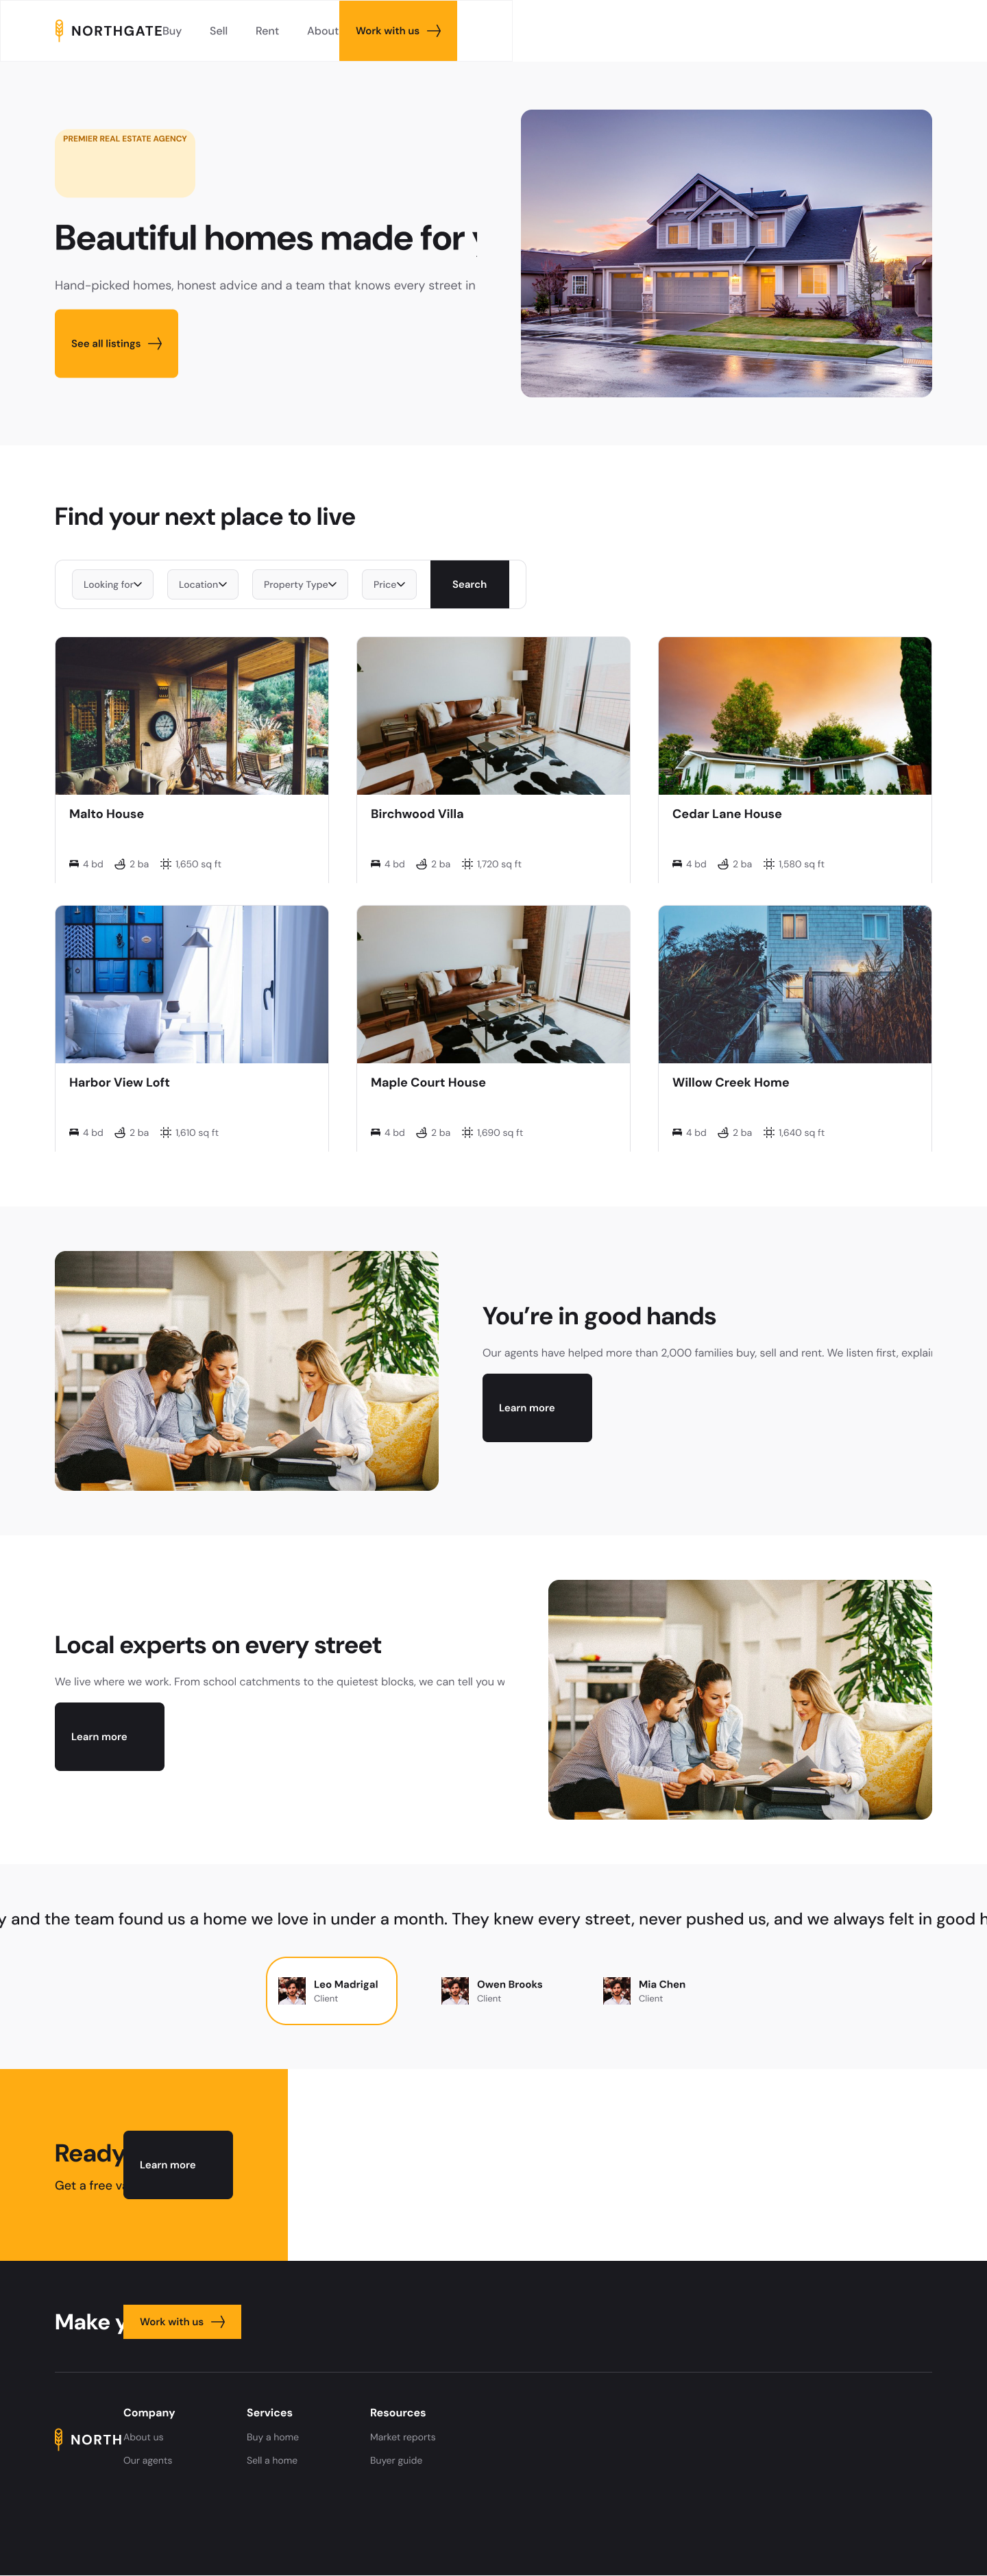 NORTHGATE
Buy
Sell
Rent
About
Work with us
PREMIER REAL ESTATE AGENCY
Beautiful homes made for
Hand-picked homes, honest advice and a team that knows every street in
See all listings
Find your next place to live
Looking for
Location
Property Type
Price
Search
Malto House
4 bd 2 ba 1,650 sq ft
Birchwood Villa
4 bd 2 ba 1,720 sq ft
Cedar Lane House
4 bd 2 ba 1,580 sq ft
Harbor View Loft
4 bd 2 ba 1,610 sq ft
Maple Court House
4 bd 2 ba 1,690 sq ft
Willow Creek Home
4 bd 2 ba 1,640 sq ft
You’re in good hands
Our agents have helped more than 2,000 families buy, sell and rent. We listen first,
Learn more
Local experts on every street
We live where we work. From school catchments to the quietest blocks, we can tell you
Learn more
and the team found us a home we love in under a month. They knew every street, never pushed us, and we always felt in good
Leo Madrigal
Client
Owen Brooks
Client
Mia Chen
Client
Ready
Get a free
Learn more
Make
Work with us
NORTH
Company
About us
Our agents
Services
Buy a home
Sell a home
Resources
Market reports
Buyer guide